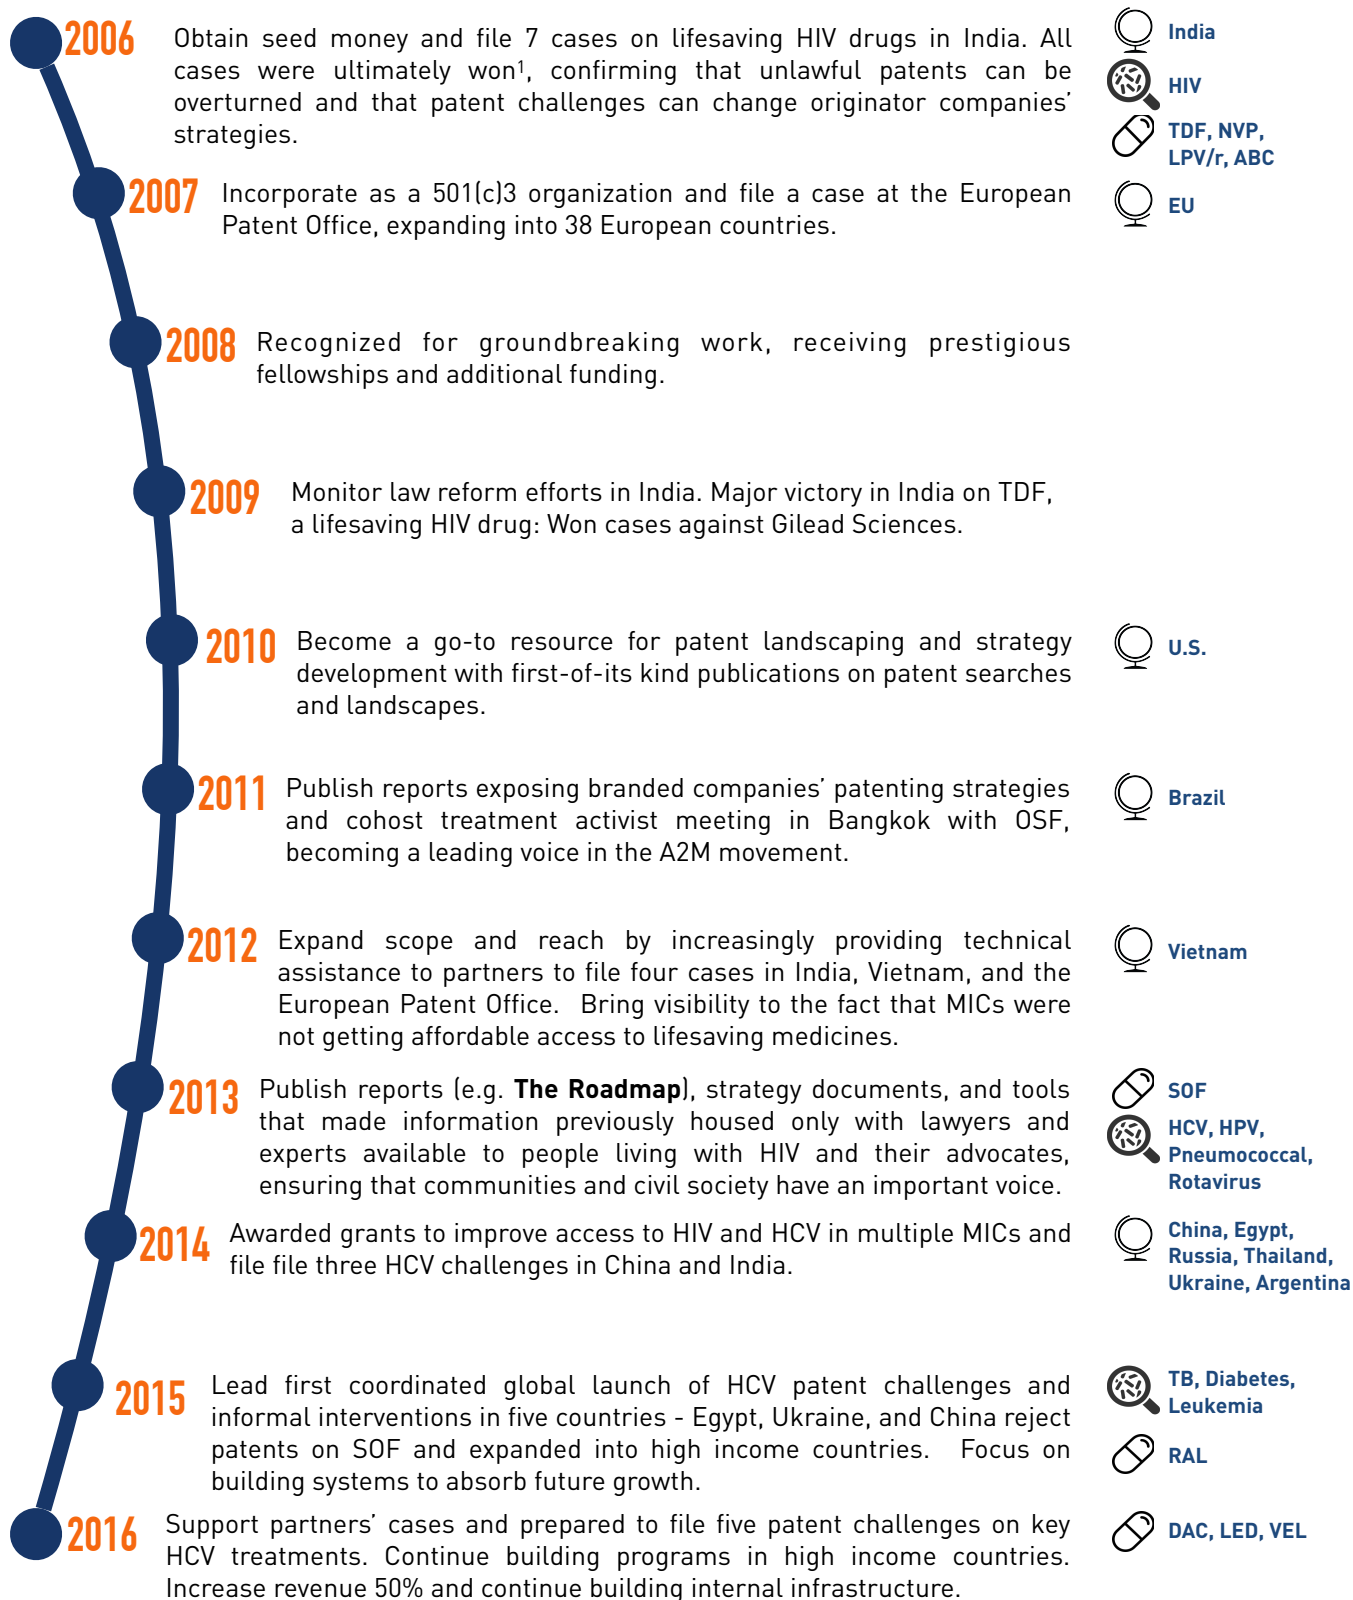 2006
Obtain seed money and file 7 cases on lifesaving HIV drugs in India. All
cases were ultimately won¹, confirming that unlawful patents can be
overturned and that patent challenges can change originator companies’
strategies.
India
HIV
TDF, NVP,
LPV/r, ABC
2007
Incorporate as a 501(c)3 organization and file a case at the European
Patent Office, expanding into 38 European countries.
EU
2008
Recognized for groundbreaking work, receiving prestigious
fellowships and additional funding.
2009
Monitor law reform efforts in India. Major victory in India on TDF,
a lifesaving HIV drug: Won cases against Gilead Sciences.
2010
Become a go-to resource for patent landscaping and strategy
development with first-of-its kind publications on patent searches
and landscapes.
U.S.
2011
Publish reports exposing branded companies’ patenting strategies
and cohost treatment activist meeting in Bangkok with OSF,
becoming a leading voice in the A2M movement.
Brazil
2012
Expand scope and reach by increasingly providing technical
assistance to partners to file four cases in India, Vietnam, and the
European Patent Office. Bring visibility to the fact that MICs were
not getting affordable access to lifesaving medicines.
Vietnam
2013
Publish reports (e.g. The Roadmap), strategy documents, and tools
that made information previously housed only with lawyers and
experts available to people living with HIV and their advocates,
ensuring that communities and civil society have an important voice.
SOF
HCV, HPV,
Pneumococcal,
Rotavirus
2014
Awarded grants to improve access to HIV and HCV in multiple MICs and
file file three HCV challenges in China and India.
China, Egypt,
Russia, Thailand,
Ukraine, Argentina
2015
Lead first coordinated global launch of HCV patent challenges and
informal interventions in five countries - Egypt, Ukraine, and China reject
patents on SOF and expanded into high income countries. Focus on
building systems to absorb future growth.
TB, Diabetes,
Leukemia
RAL
2016
Support partners’ cases and prepared to file five patent challenges on key
HCV treatments. Continue building programs in high income countries.
Increase revenue 50% and continue building internal infrastructure.
DAC, LED, VEL